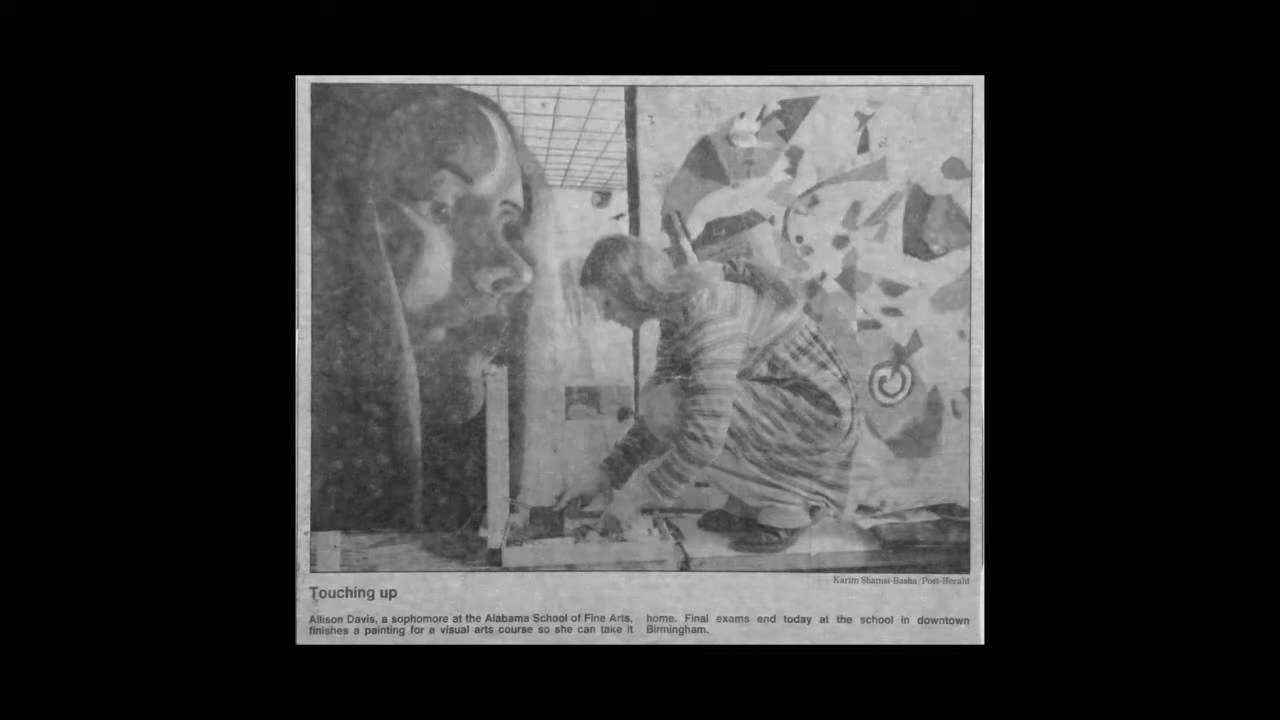 Karim Shamsi-Basha/Post-Herald
Touching up
Allison Davis, a sophomore at the Alabama School of Fine Arts,
finishes a painting for a visual arts course so she can take it
home. Final exams end today at the school in downtown
Birmingham.